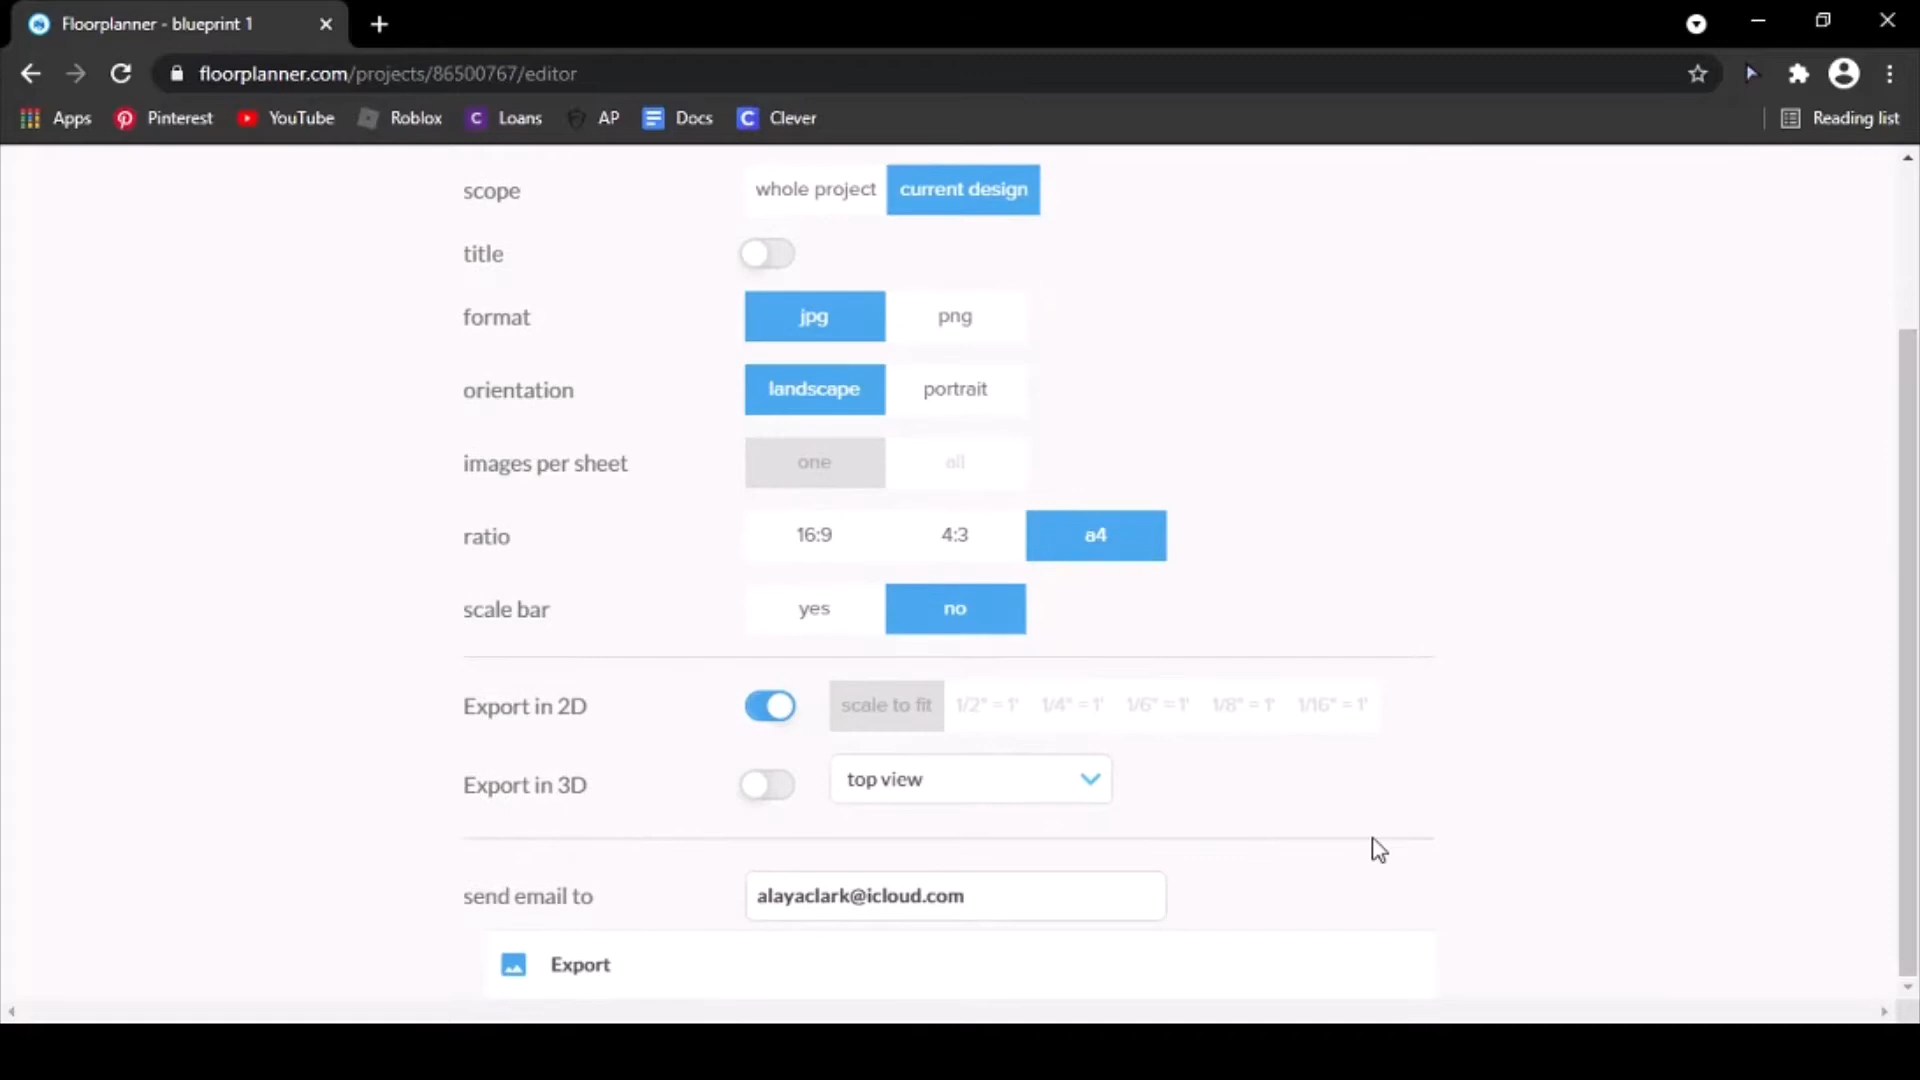 Floorplanner - blueprint 1
floorplanner.com/projects/86500767/editor
Apps Pinterest YouTube Roblox C Loans AP Docs C Clever Reading list
scope whole project current design
title
format jpg png
orientation landscape portrait
images per sheet one all
ratio 16:9 4:3 a4
scale bar yes no
Export in 2D scale to fit 1/2" = 1' 1/4" = 1' 1/6" = 1' 1/8" = 1' 1/16" = 1'
Export in 3D top view
send email to alayaclark@icloud.com
Export